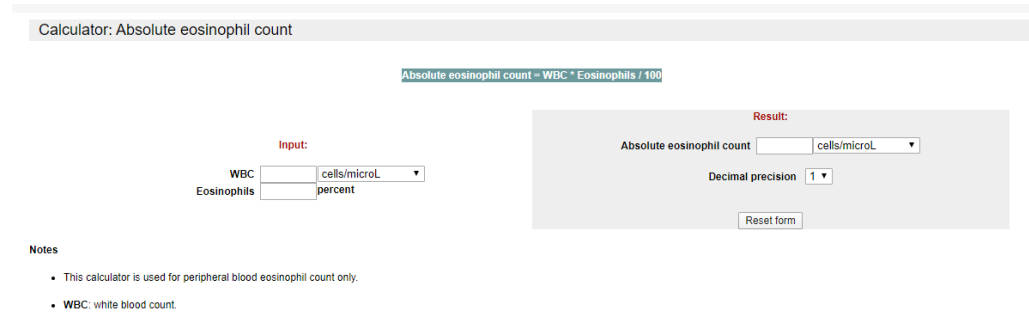 Calculator: Absolute eosinophil count
Absolute eosinophil count = WBC * Eosinophils / 100
Input:
WBC cells/microL
Eosinophils percent
Result:
Absolute eosinophil count cells/microL
Decimal precision 1
Reset form
Notes
• This calculator is used for peripheral blood eosinophil count only.
• WBC: white blood count.